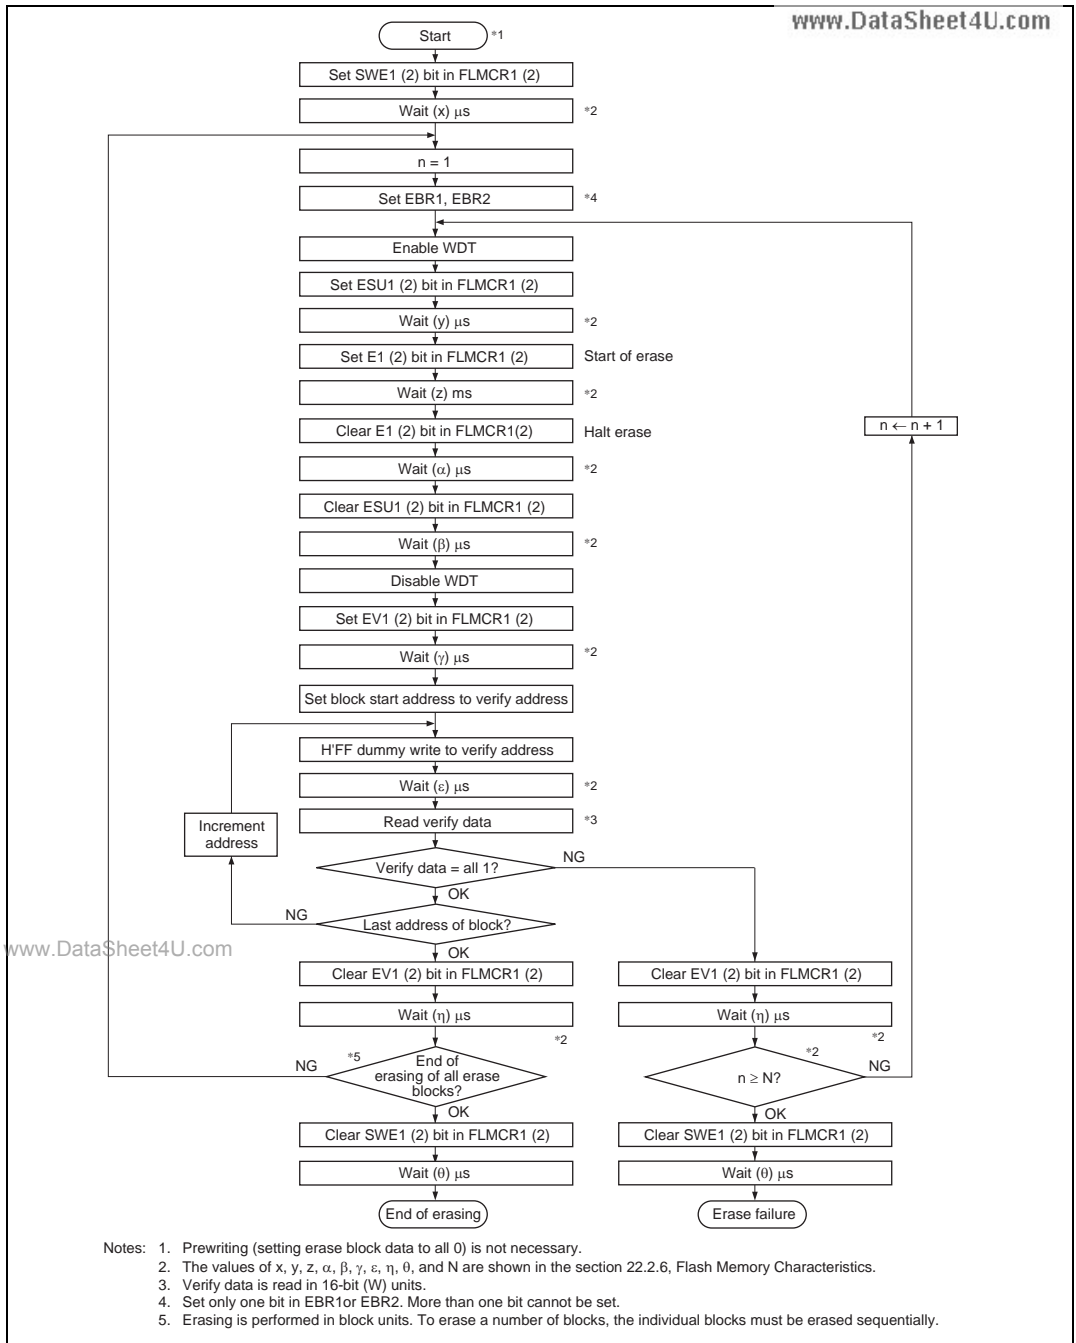 www.DataSheet4U.com
Start *1
Set SWE1 (2) bit in FLMCR1 (2)
Wait (x) μs *2
n = 1
Set EBR1, EBR2 *4
Enable WDT
Set ESU1 (2) bit in FLMCR1 (2)
Wait (y) μs *2
Set E1 (2) bit in FLMCR1 (2) Start of erase
Wait (z) ms *2
Clear E1 (2) bit in FLMCR1(2) Halt erase
n ← n + 1
Wait (α) μs *2
Clear ESU1 (2) bit in FLMCR1 (2)
Wait (β) μs *2
Disable WDT
Set EV1 (2) bit in FLMCR1 (2)
Wait (γ) μs *2
Set block start address to verify address
H'FF dummy write to verify address
Wait (ε) μs *2
Read verify data *3
Increment
address
Verify data = all 1? NG
OK
NG Last address of block?
OK
www.DataSheet4U.com
Clear EV1 (2) bit in FLMCR1 (2)
Wait (η) μs
*2
*5
NG
End of
erasing of all erase
blocks?
OK
Clear SWE1 (2) bit in FLMCR1 (2)
Wait (θ) μs
End of erasing
Clear EV1 (2) bit in FLMCR1 (2)
Wait (η) μs
*2
*2
n ≥ N? NG
OK
Clear SWE1 (2) bit in FLMCR1 (2)
Wait (θ) μs
Erase failure
Notes: 1. Prewriting (setting erase block data to all 0) is not necessary.
2. The values of x, y, z, α, β, γ, ε, η, θ, and N are shown in the section 22.2.6, Flash Memory Characteristics.
3. Verify data is read in 16-bit (W) units.
4. Set only one bit in EBR1or EBR2. More than one bit cannot be set.
5. Erasing is performed in block units. To erase a number of blocks, the individual blocks must be erased sequentially.